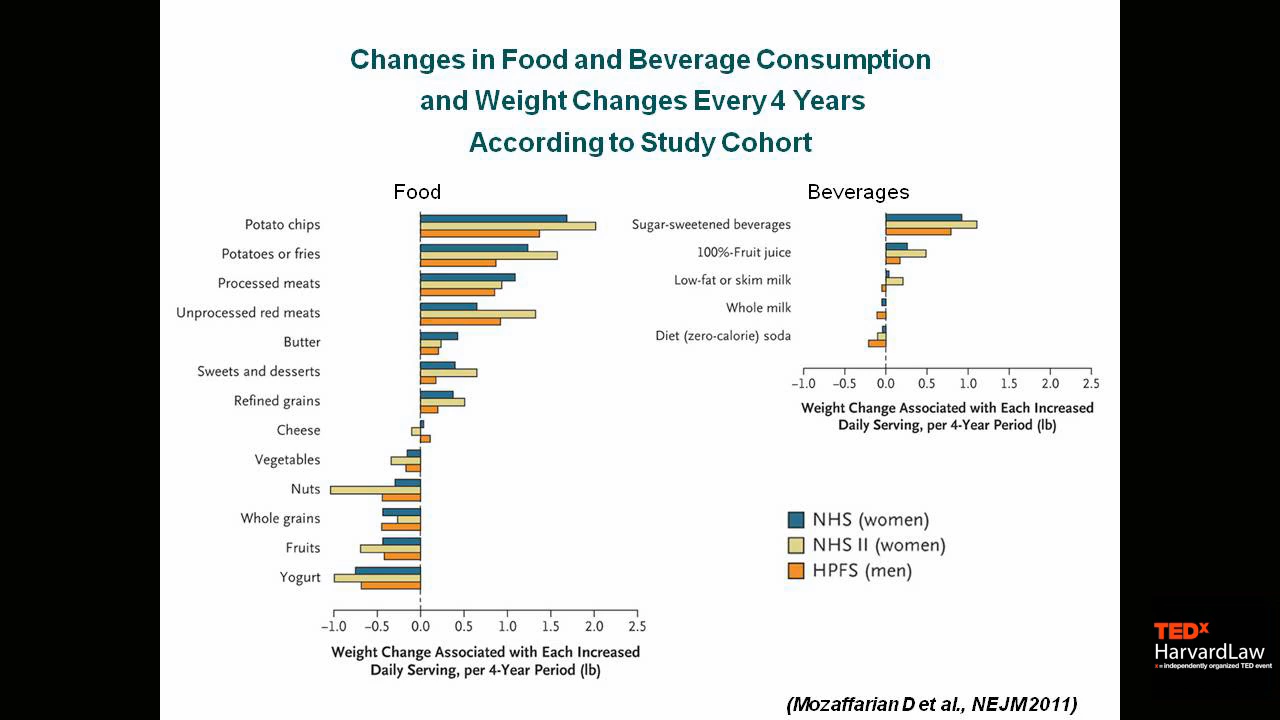 Changes in Food and Beverage Consumption
and Weight Changes Every 4 Years
According to Study Cohort
Food
Potato chips
Potatoes or fries
Processed meats
Unprocessed red meats
Butter
Sweets and desserts
Refined grains
Cheese
Vegetables
Nuts
Whole grains
Fruits
Yogurt
−1.0 −0.5 0.0 0.5 1.0 1.5 2.0 2.5
Weight Change Associated with Each Increased
Daily Serving, per 4-Year Period (lb)
Beverages
Sugar-sweetened beverages
100%-Fruit juice
Low-fat or skim milk
Whole milk
Diet (zero-calorie) soda
−1.0 −0.5 0.0 0.5 1.0 1.5 2.0 2.5
Weight Change Associated with Each Increased
Daily Serving, per 4-Year Period (lb)
NHS (women)
NHS II (women)
HPFS (men)
TEDx
HarvardLaw
x = independently organized TED event
(Mozaffarian D et al., NEJM 2011)